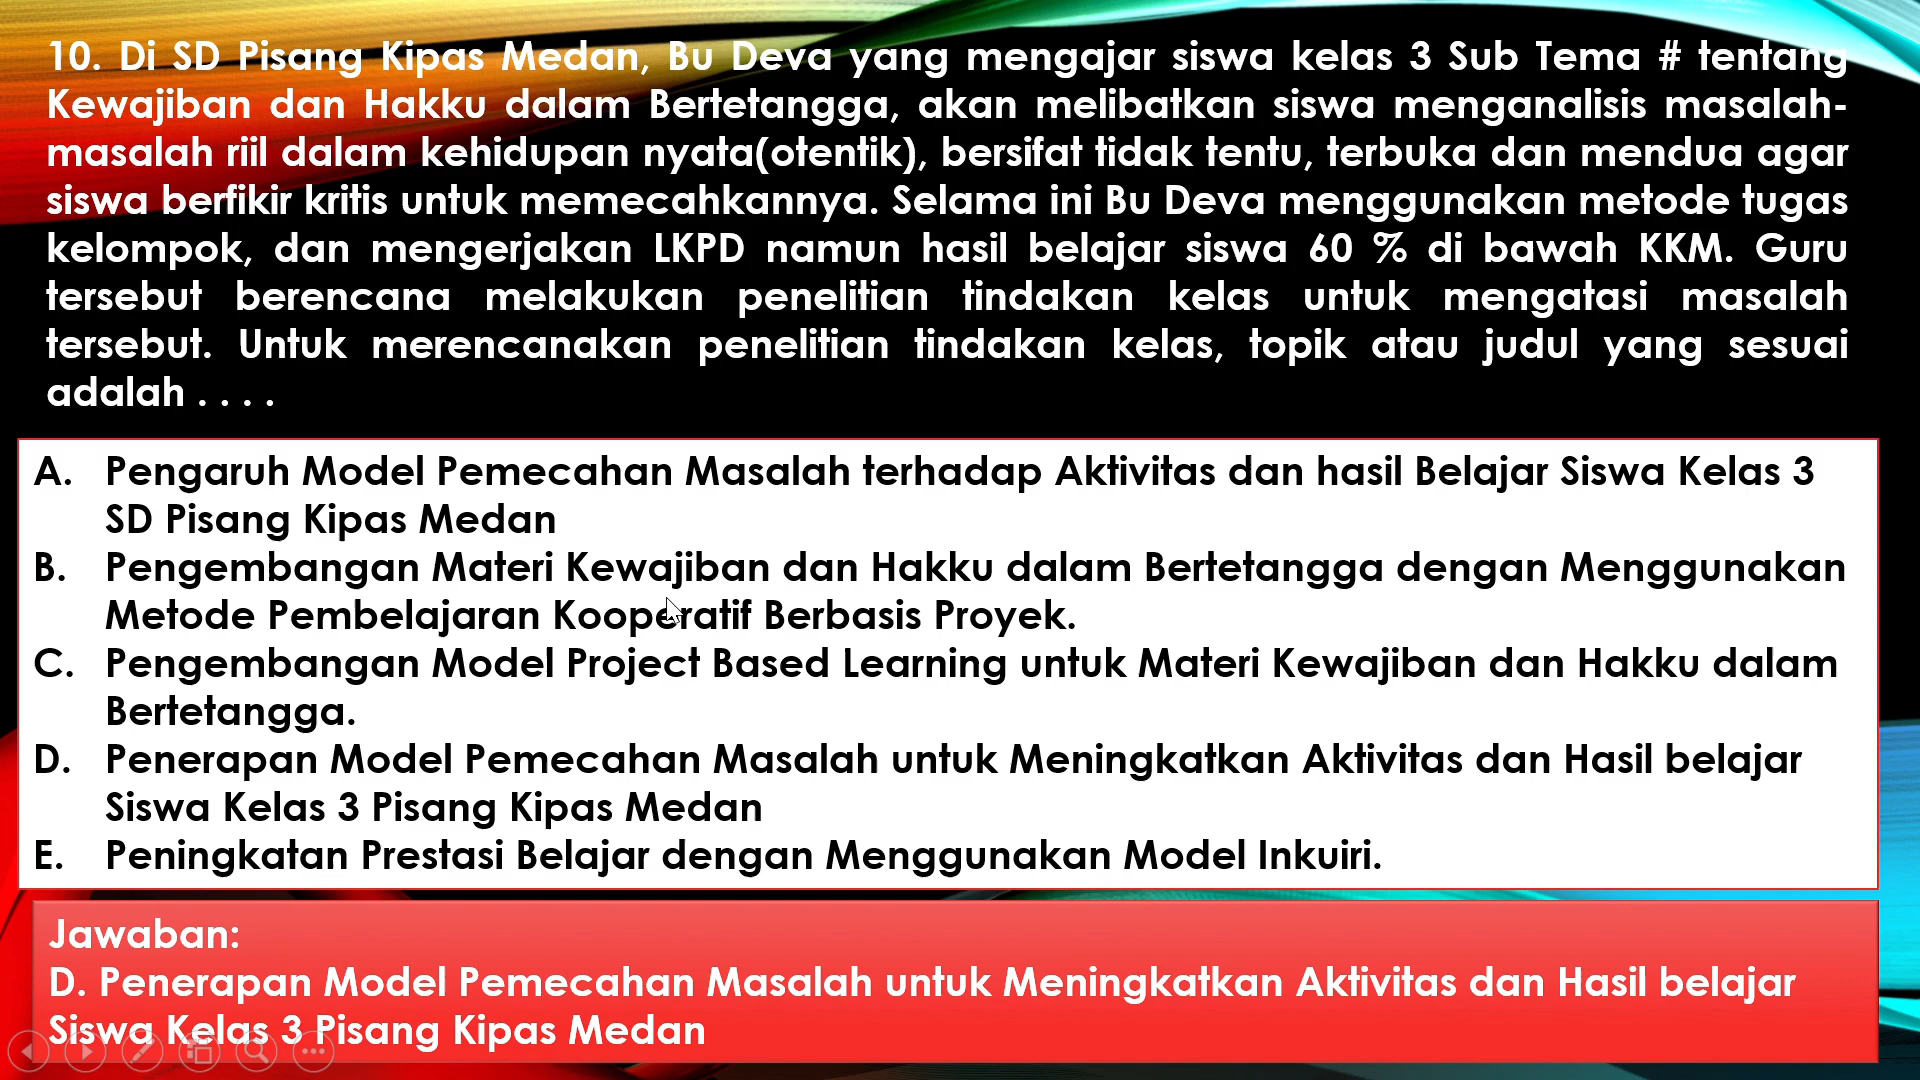 10. Di SD Pisang Kipas Medan, Bu Deva yang mengajar siswa kelas 3 Sub Tema # tentang
Kewajiban dan Hakku dalam Bertetangga, akan melibatkan siswa menganalisis masalah-
masalah riil dalam kehidupan nyata(otentik), bersifat tidak tentu, terbuka dan mendua agar
siswa berfikir kritis untuk memecahkannya. Selama ini Bu Deva menggunakan metode tugas
kelompok, dan mengerjakan LKPD namun hasil belajar siswa 60 % di bawah KKM. Guru
tersebut berencana melakukan penelitian tindakan kelas untuk mengatasi masalah
tersebut. Untuk merencanakan penelitian tindakan kelas, topik atau judul yang sesuai
adalah . . . .
A. Pengaruh Model Pemecahan Masalah terhadap Aktivitas dan hasil Belajar Siswa Kelas 3
SD Pisang Kipas Medan
B. Pengembangan Materi Kewajiban dan Hakku dalam Bertetangga dengan Menggunakan
Metode Pembelajaran Kooperatif Berbasis Proyek.
C. Pengembangan Model Project Based Learning untuk Materi Kewajiban dan Hakku dalam
Bertetangga.
D. Penerapan Model Pemecahan Masalah untuk Meningkatkan Aktivitas dan Hasil belajar
Siswa Kelas 3 Pisang Kipas Medan
E. Peningkatan Prestasi Belajar dengan Menggunakan Model Inkuiri.
Jawaban:
D. Penerapan Model Pemecahan Masalah untuk Meningkatkan Aktivitas dan Hasil belajar
Siswa Kelas 3 Pisang Kipas Medan